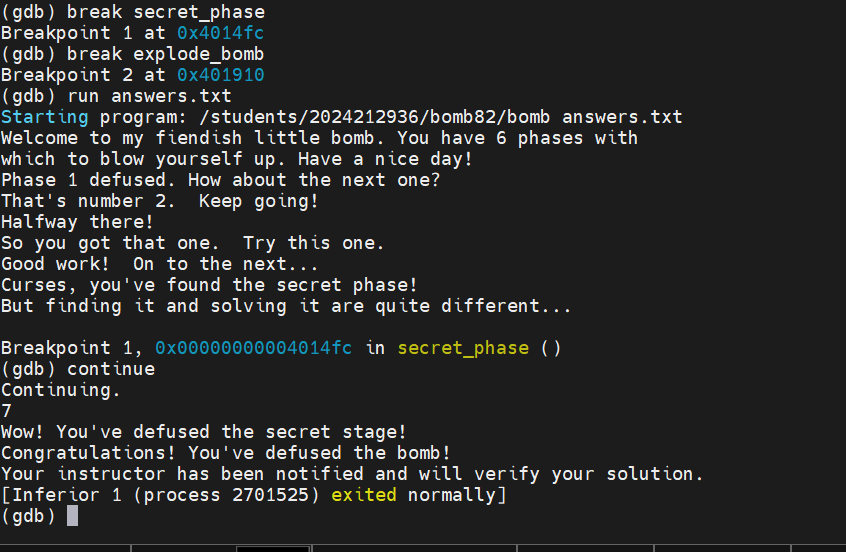 (gdb) break secret_phase
Breakpoint 1 at 0x4014fc
(gdb) break explode_bomb
Breakpoint 2 at 0x401910
(gdb) run answers.txt
Starting program: /students/2024212936/bomb82/bomb answers.txt
Welcome to my fiendish little bomb. You have 6 phases with
which to blow yourself up. Have a nice day!
Phase 1 defused. How about the next one?
That's number 2.  Keep going!
Halfway there!
So you got that one.  Try this one.
Good work!  On to the next...
Curses, you've found the secret phase!
But finding it and solving it are quite different...
Breakpoint 1, 0x00000000004014fc in secret_phase ()
(gdb) continue
Continuing.
7
Wow! You've defused the secret stage!
Congratulations! You've defused the bomb!
Your instructor has been notified and will verify your solution.
[Inferior 1 (process 2701525) exited normally]
(gdb)